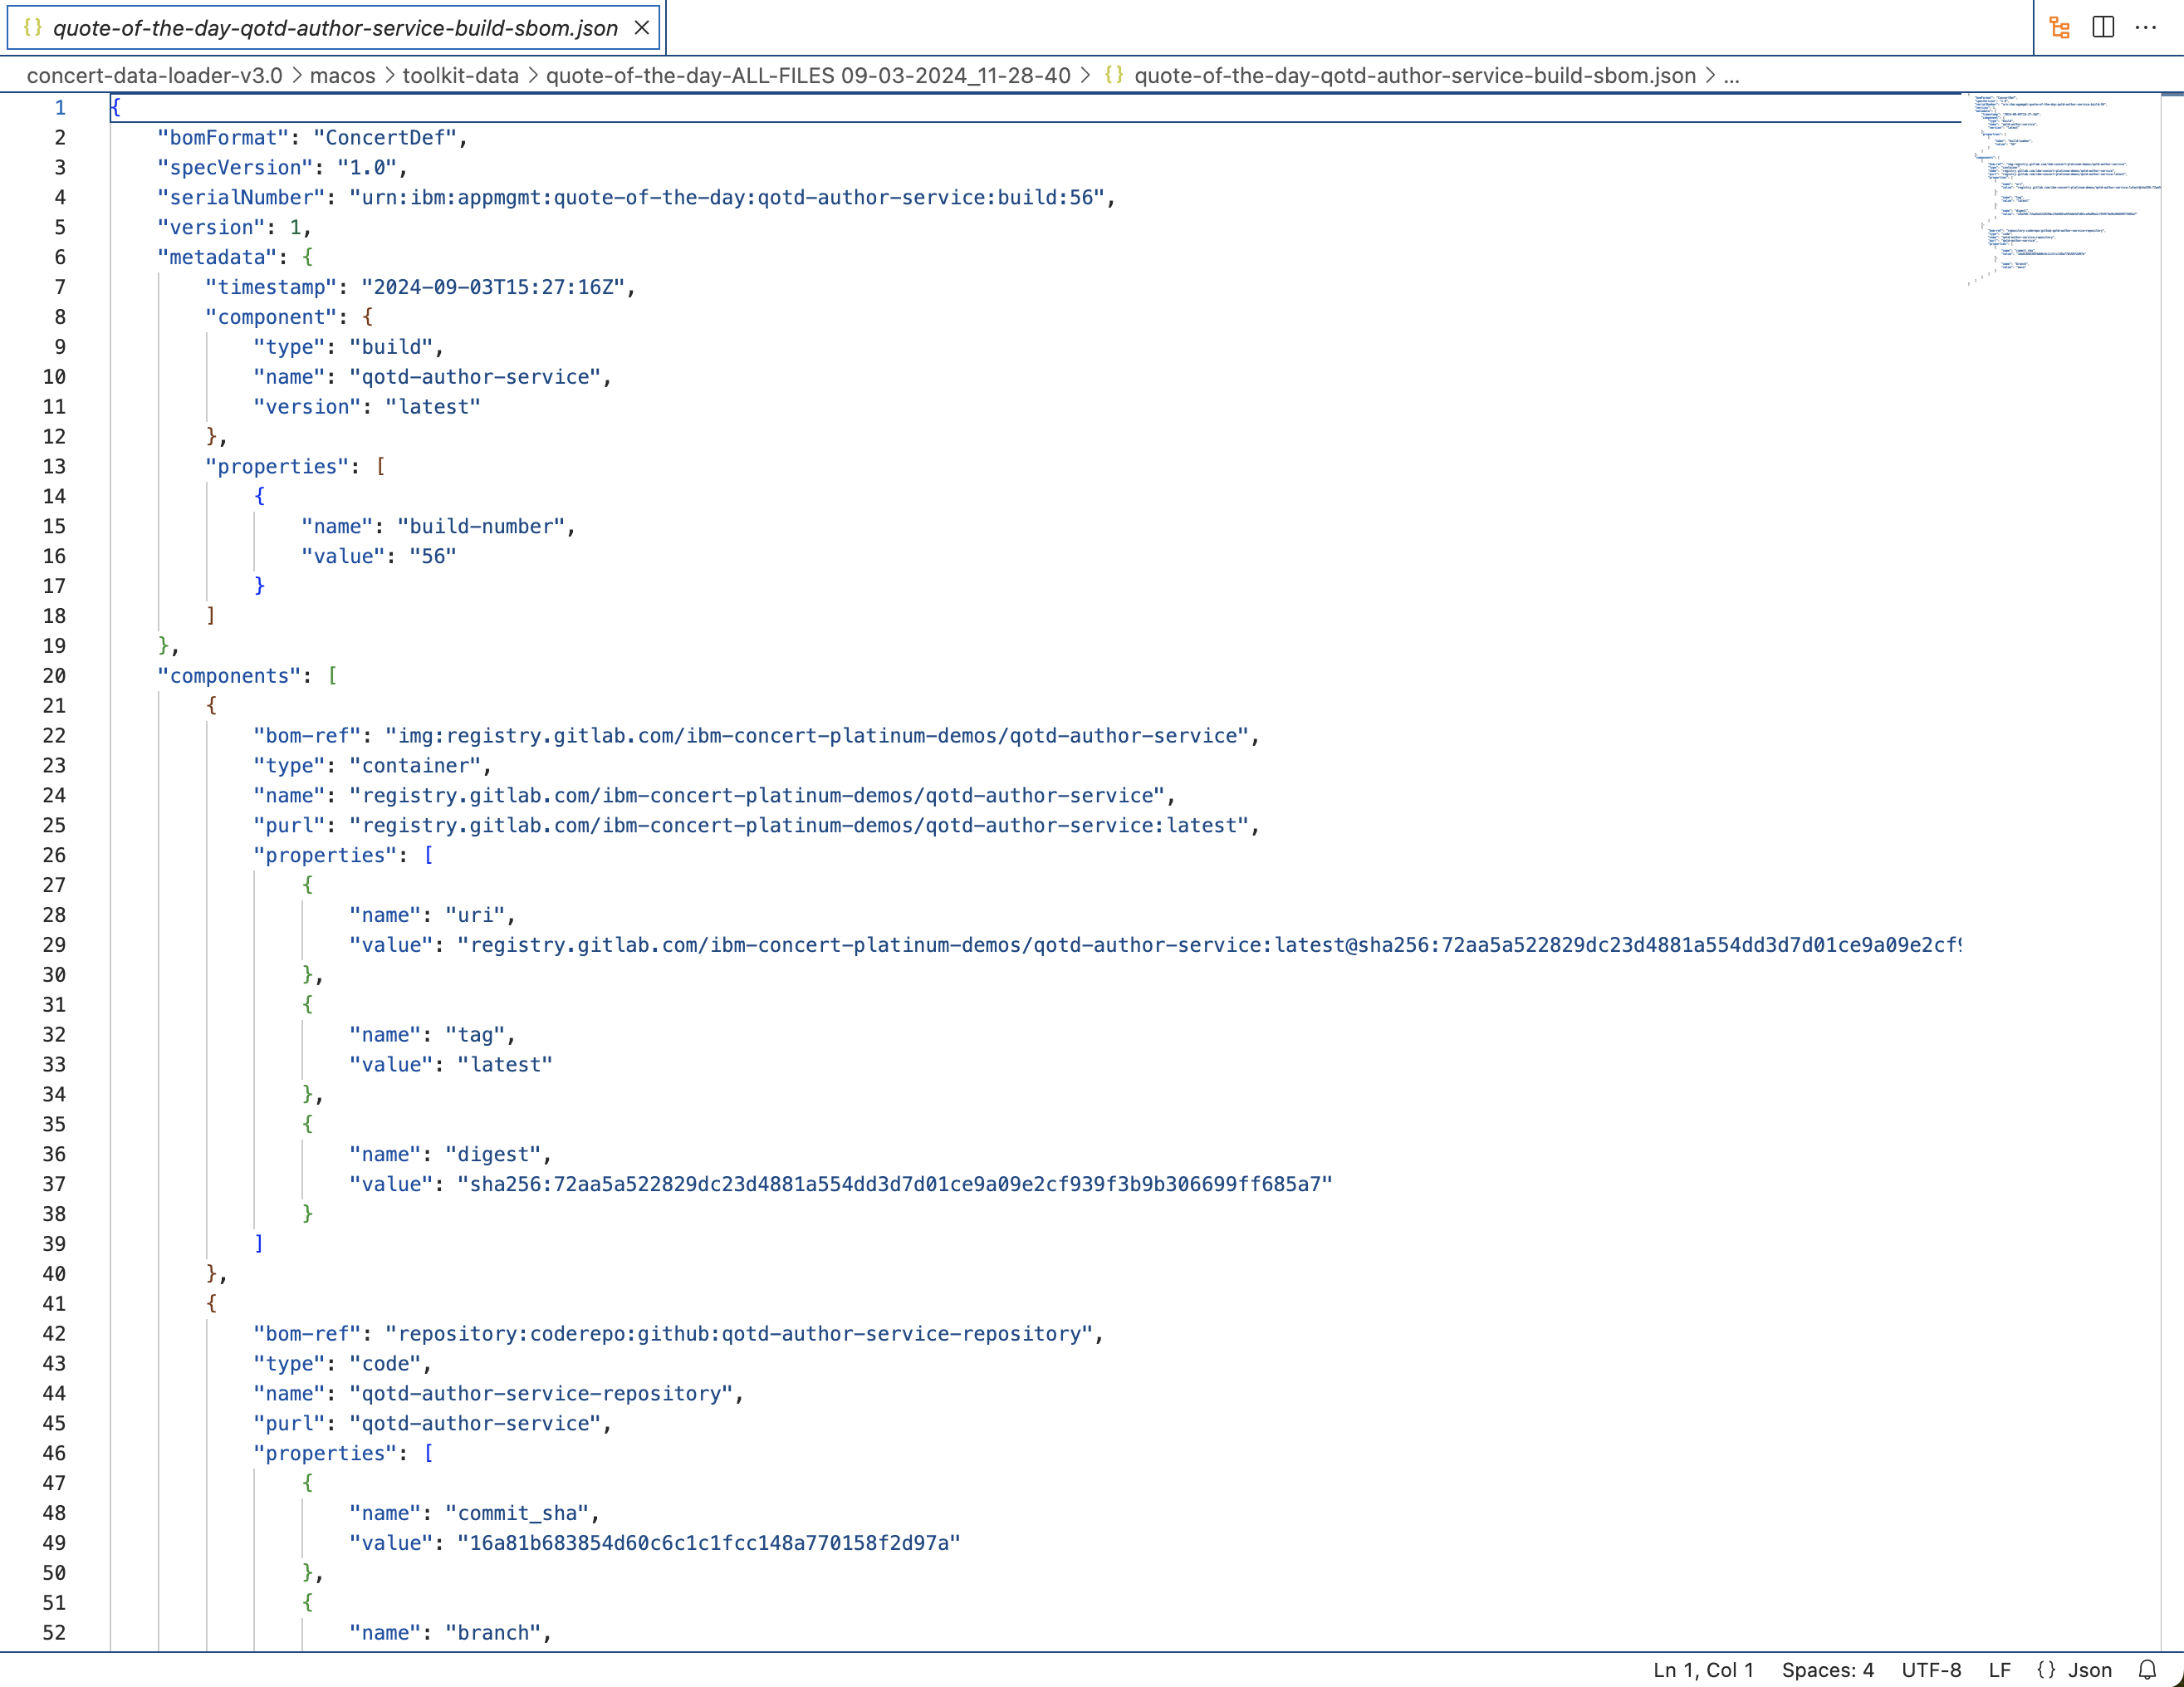 {} quote-of-the-day-qotd-author-service-build-sbom.json ×
concert-data-loader-v3.0 > macos > toolkit-data > quote-of-the-day-ALL-FILES 09-03-2024_11-28-40 > {} quote-of-the-day-qotd-author-service-build-sbom.json > ...
1 {
2     "bomFormat": "ConcertDef",
3     "specVersion": "1.0",
4     "serialNumber": "urn:ibm:appmgmt:quote-of-the-day:qotd-author-service:build:56",
5     "version": 1,
6     "metadata": {
7         "timestamp": "2024-09-03T15:27:16Z",
8         "component": {
9             "type": "build",
10             "name": "qotd-author-service",
11             "version": "latest"
12         },
13         "properties": [
14             {
15                 "name": "build-number",
16                 "value": "56"
17             }
18         ]
19     },
20     "components": [
21         {
22             "bom-ref": "img:registry.gitlab.com/ibm-concert-platinum-demos/qotd-author-service",
23             "type": "container",
24             "name": "registry.gitlab.com/ibm-concert-platinum-demos/qotd-author-service",
25             "purl": "registry.gitlab.com/ibm-concert-platinum-demos/qotd-author-service:latest",
26             "properties": [
27                 {
28                     "name": "uri",
29                     "value": "registry.gitlab.com/ibm-concert-platinum-demos/qotd-author-service:latest@sha256:72aa5a522829dc23d4881a554dd3d7d01ce9a09e2cf9
30                 },
31                 {
32                     "name": "tag",
33                     "value": "latest"
34                 },
35                 {
36                     "name": "digest",
37                     "value": "sha256:72aa5a522829dc23d4881a554dd3d7d01ce9a09e2cf939f3b9b306699ff685a7"
38                 }
39             ]
40         },
41         {
42             "bom-ref": "repository:coderepo:github:qotd-author-service-repository",
43             "type": "code",
44             "name": "qotd-author-service-repository",
45             "purl": "qotd-author-service",
46             "properties": [
47                 {
48                     "name": "commit_sha",
49                     "value": "16a81b683854d60c6c1c1fcc148a770158f2d97a"
50                 },
51                 {
52                     "name": "branch",
Ln 1, Col 1 Spaces: 4 UTF-8 LF {} Json